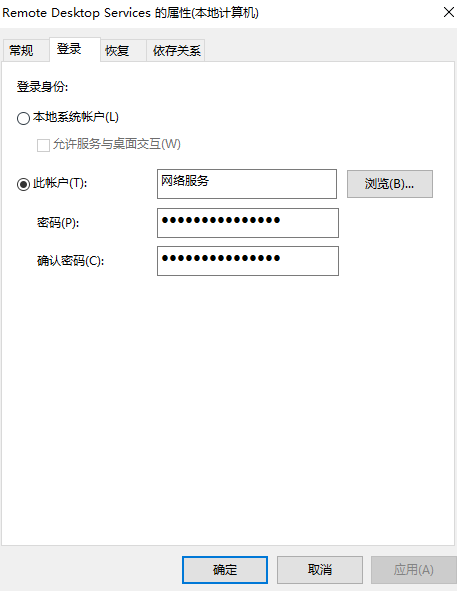 Remote Desktop Services 的属性(本地计算机)
常规 登录 恢复 依存关系
登录身份:
本地系统帐户(L)
允许服务与桌面交互(W)
此帐户(T): 网络服务 浏览(B)...
密码(P): ●●●●●●●●●●●●●●●
确认密码(C): ●●●●●●●●●●●●●●●
确定 取消 应用(A)